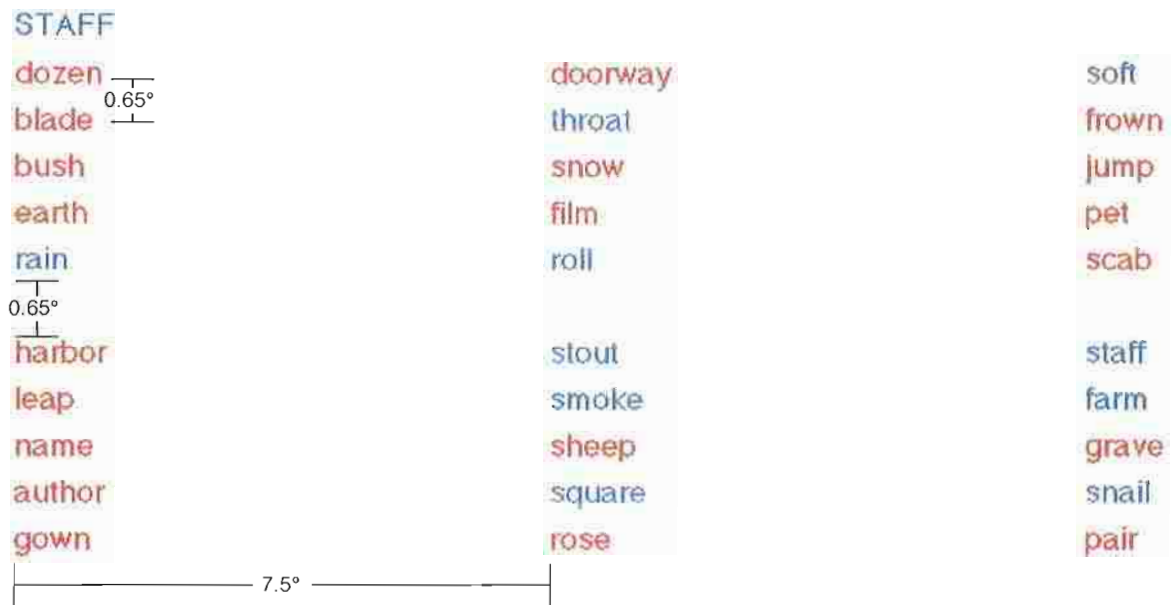 STAFF
dozen doorway soft
0.65°
blade throat frown
bush snow jump
earth film pet
rain roll scab
0.65°
harbor stout staff
leap smoke farm
name sheep grave
author square snail
gown rose pair
7.5°